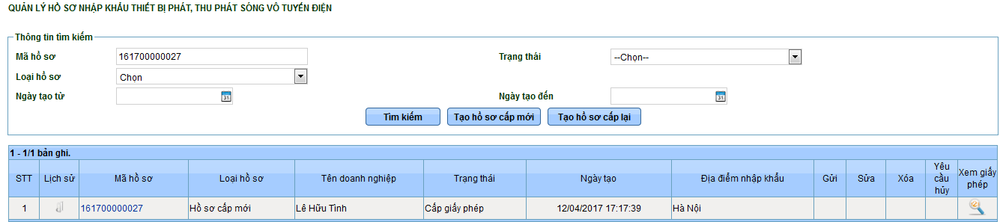 QUẢN LÝ HỒ SƠ NHẬP KHẨU THIẾT BỊ PHÁT, THU PHÁT SÓNG VÔ TUYẾN ĐIỆN
Thông tin tìm kiếm
Mã hồ sơ 161700000027 Trạng thái --Chọn--
Loại hồ sơ Chọn
Ngày tạo từ 31 Ngày tạo đến 31
Tìm kiếm Tạo hồ sơ cấp mới Tạo hồ sơ cấp lại
1 - 1/1 bản ghi.
STT Lịch sử Mã hồ sơ Loại hồ sơ Tên doanh nghiệp Trạng thái Ngày tạo Địa điểm nhập khẩu Gửi Sửa Xóa Yêu cầu hủy Xem giấy phép
1 161700000027 Hồ sơ cấp mới Lê Hữu Tình Cấp giấy phép 12/04/2017 17:17:39 Hà Nội